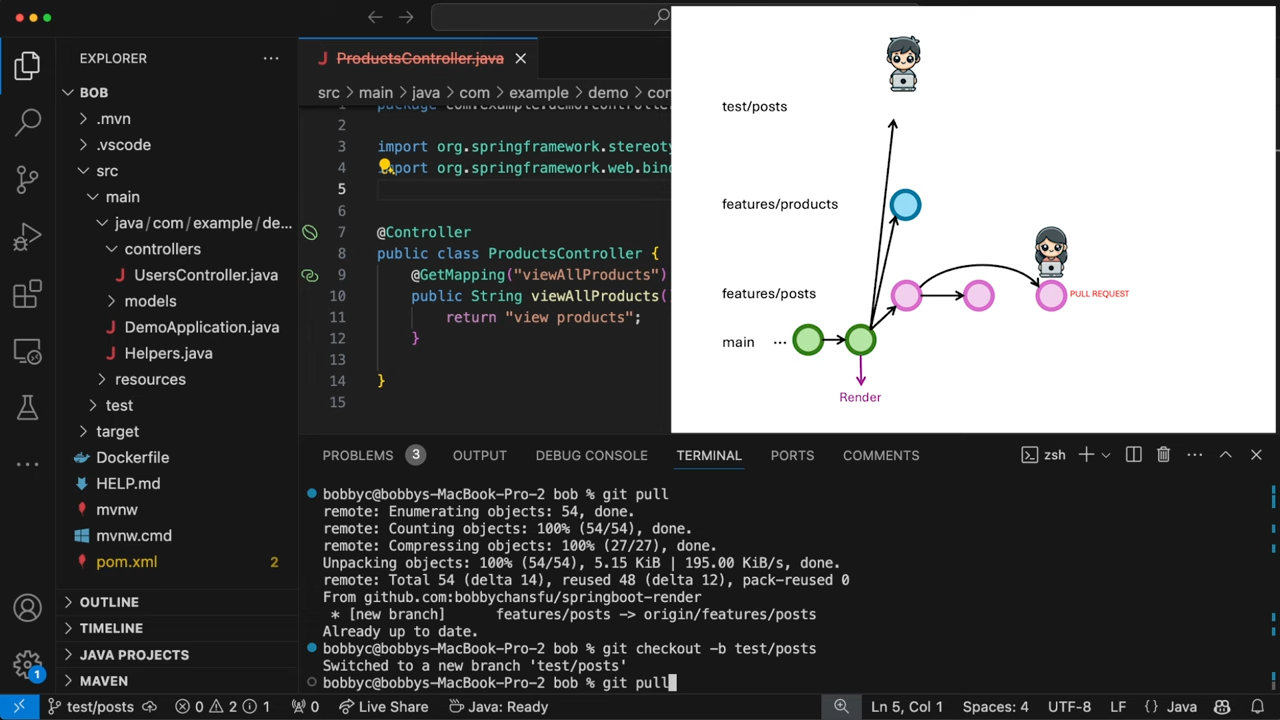 EXPLORER
BOB
.mvn
.vscode
src
main
java/com/example/de...
controllers
UsersController.java
models
DemoApplication.java
Helpers.java
resources
test
target
Dockerfile
HELP.md
mvnw
mvnw.cmd
pom.xml 2
OUTLINE
TIMELINE
JAVA PROJECTS
MAVEN
1
ProductsController.java
src > main > java > com > example > demo > con
1 package com.example.demo.controller
2
3 import org.springframework.stereoty
4 import org.springframework.web.bind
5
6
7 @Controller
8 public class ProductsController {
9 @GetMapping("viewAllProducts")
10 public String viewAllProducts(
11 return "view products";
12 }
13
14 }
15
test/posts
features/products
features/posts
PULL REQUEST
main ...
Render
PROBLEMS 3 OUTPUT DEBUG CONSOLE TERMINAL PORTS COMMENTS zsh
bobbyc@bobbys-MacBook-Pro-2 bob % git pull
remote: Enumerating objects: 54, done.
remote: Counting objects: 100% (54/54), done.
remote: Compressing objects: 100% (27/27), done.
Unpacking objects: 100% (54/54), 5.15 KiB | 195.00 KiB/s, done.
remote: Total 54 (delta 14), reused 48 (delta 12), pack-reused 0
From github.com:bobbychansfu/springboot-render
* [new branch] features/posts -> origin/features/posts
Already up to date.
bobbyc@bobbys-MacBook-Pro-2 bob % git checkout -b test/posts
Switched to a new branch 'test/posts'
bobbyc@bobbys-MacBook-Pro-2 bob % git pull
test/posts 0 2 1 0 Live Share Java: Ready Ln 5, Col 1 Spaces: 4 UTF-8 LF {} Java